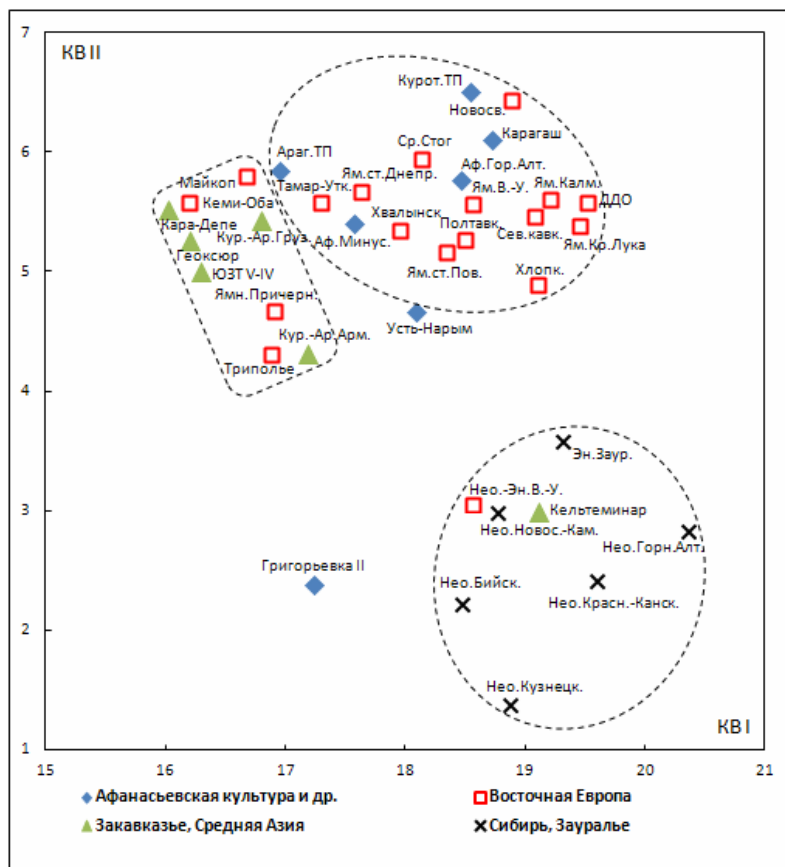 7
КВ II
Курот.ТП
Новосв.
6
Ср.Стог
Карагаш
Араг.ТП
Аф.Гор.Алт.
Ям.ст.Днепр.
Майкоп
Тамар-Утк.
Ям.В.-У.
Ям.Калм.
Кеми-Оба
Хвалынск
Полтавк.
ДДО
Кара-Депе
Кур.-Ар.Груз.
Аф.Минус.
Сев.кавк.
Ям.Кр.Лука
Геоксюр
5
ЮЗТ V-IV
Ям.ст.Пов.
Хлопк.
Ямн.Причерн.
Кур.-Ар.Арм.
Усть-Нарым
Триполье
4
Эн.Заур.
Нео.-Эн.В.-У.
3
Кельтеминар
Нео.Новос.-Кам.
Нео.Горн.Алт.
Григорьевка II
Нео.Бийск.
Нео.Красн.-Канск.
2
Нео.Кузнецк.
КВ I
1
15 16 17 18 19 20 21
Афанасьевская культура и др. Восточная Европа
Закавказье, Средняя Азия Сибирь, Зауралье